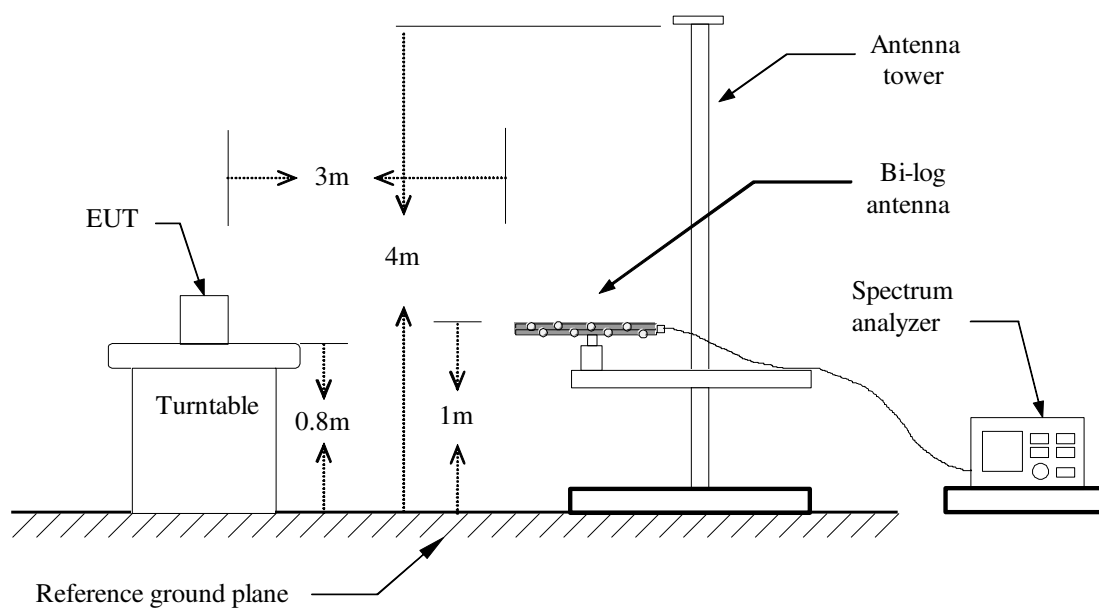 Antenna
tower
3m
Bi-log
antenna
EUT
4m
Spectrum
analyzer
Turntable
0.8m
1m
Reference ground plane